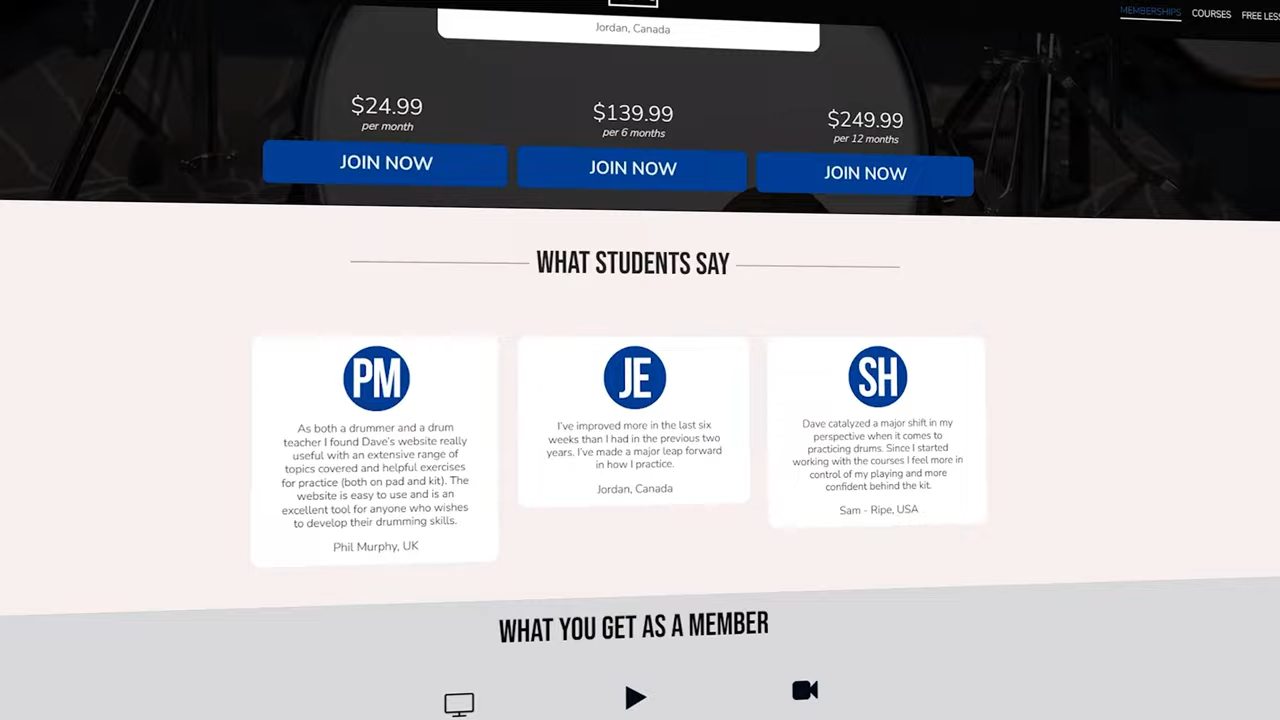 MEMBERSHIPS COURSES FREE LES
Jordan, Canada
$24.99
per month
JOIN NOW
$139.99
per 6 months
JOIN NOW
$249.99
per 12 months
JOIN NOW
WHAT STUDENTS SAY
PM
As both a drummer and a drum
teacher I found Dave's website really
useful with an extensive range of
topics covered and helpful exercises
for practice (both on pad and kit). The
website is easy to use and is an
excellent tool for anyone who wishes
to develop their drumming skills.
Phil Murphy, UK
JE
I've improved more in the last six
weeks than I had in the previous two
years. I've made a major leap forward
in how I practice.
Jordan, Canada
SH
Dave catalyzed a major shift in my
perspective when it comes to
practicing drums. Since I started
working with the courses I feel more in
control of my playing and more
confident behind the kit.
Sam - Ripe, USA
WHAT YOU GET AS A MEMBER